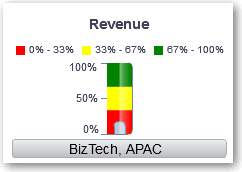 Revenue
0% - 33% 33% - 67% 67% - 100%
100%
50%
0%
BizTech, APAC